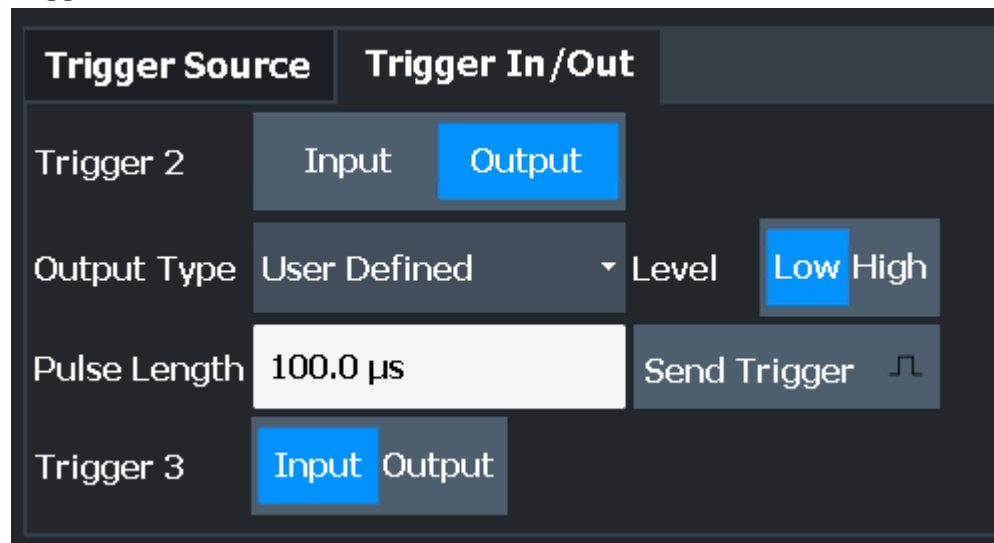 Trigger Source Trigger In/Out
Trigger 2 Input Output
Output Type User Defined Level Low High
Pulse Length 100.0 µs Send Trigger
Trigger 3 Input Output